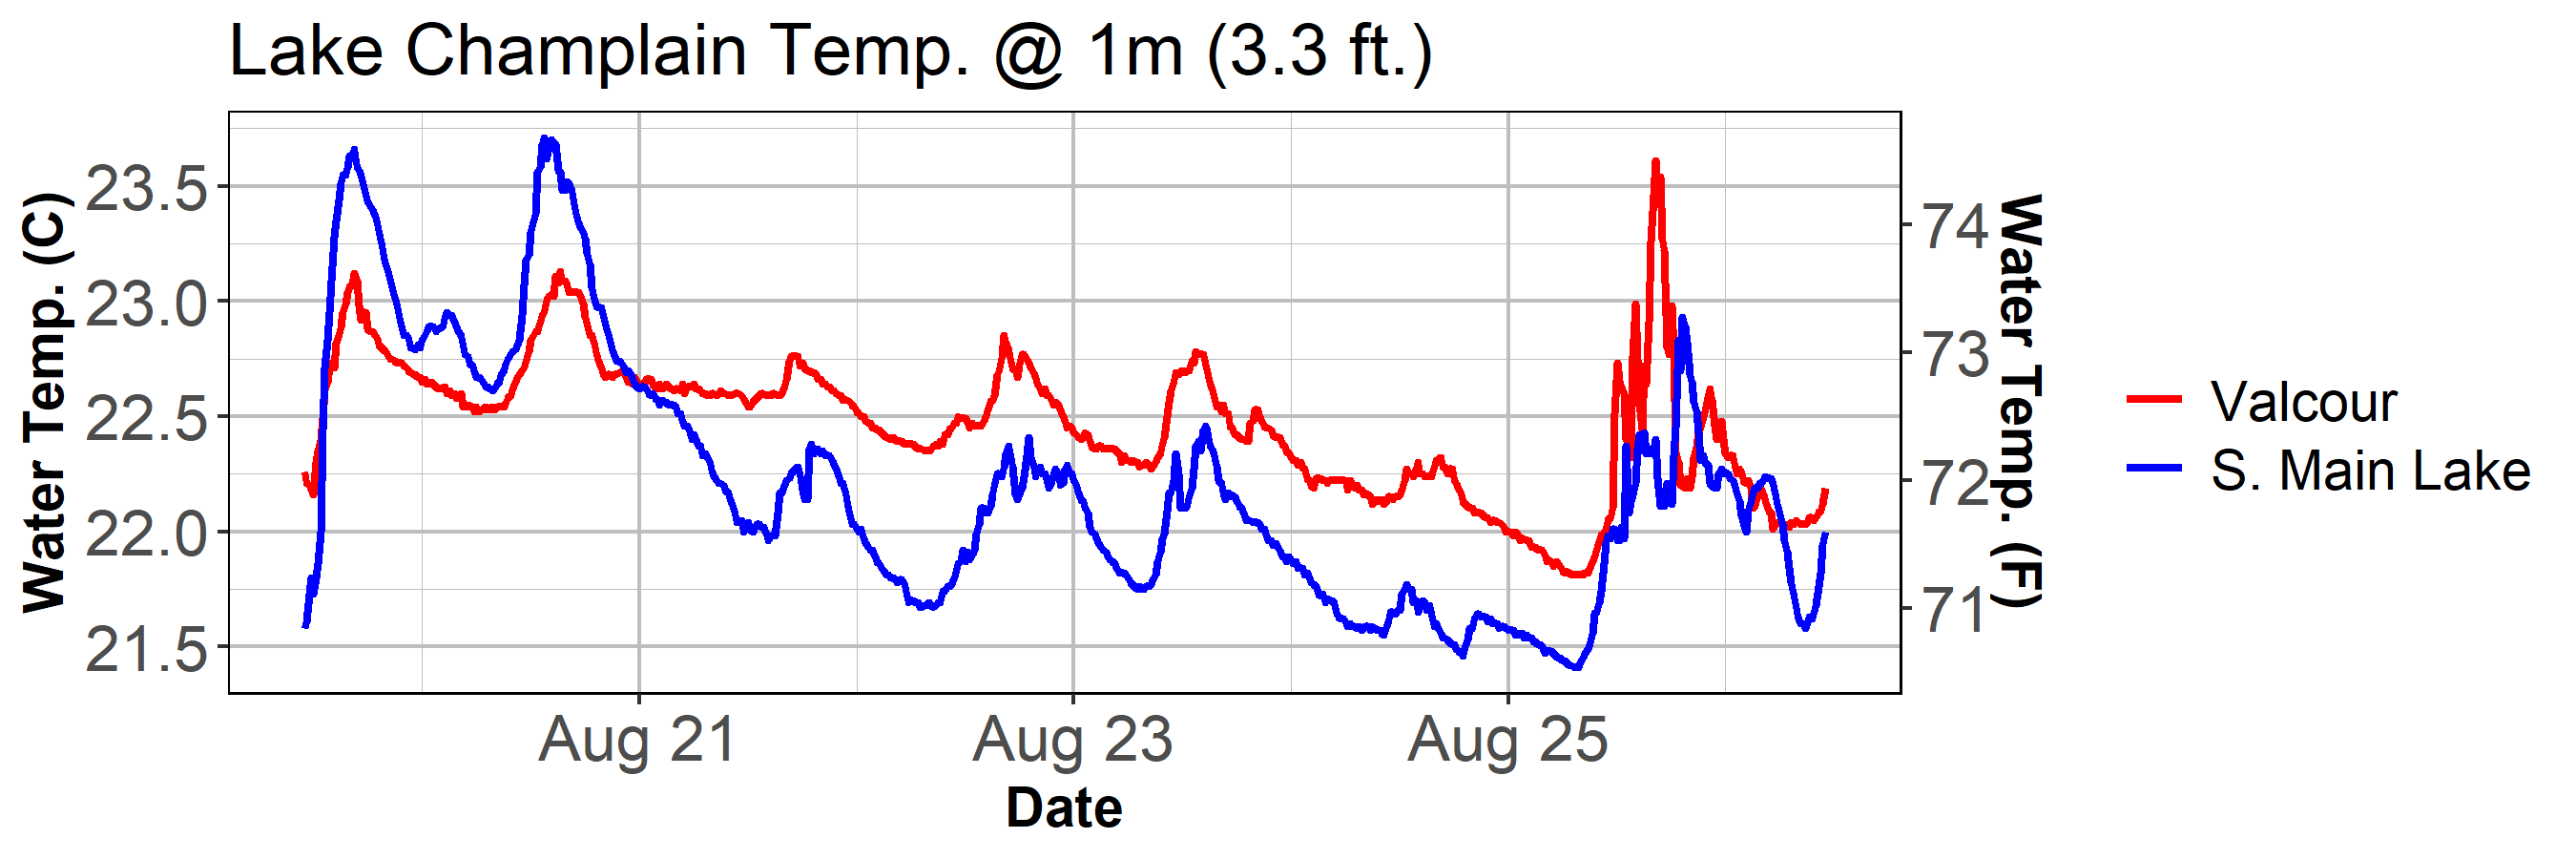 Lake Champlain Temp. @ 1m (3.3 ft.)
Water Temp. (C)
23.5
23.0
22.5
22.0
21.5
74
73
72
71
Water Temp. (F)
Aug 21
Aug 23
Aug 25
Date
Valcour
S. Main Lake